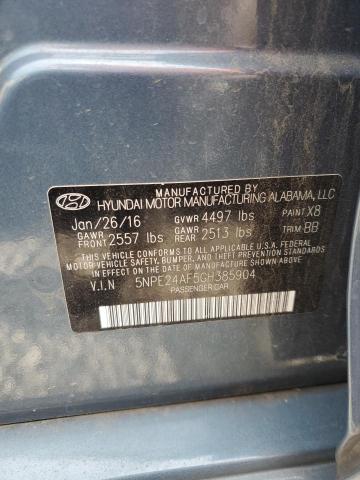 MANUFACTURED BY
HYUNDAI MOTOR MANUFACTURING ALABAMA, LLC
Jan/26/16 GVWR 4497 lbs PAINT X8
GAWR FRONT 2557 lbs GAWR REAR 2513 lbs TRIM BB
THIS VEHICLE CONFORMS TO ALL APPLICABLE U.S. FEDERAL
MOTOR VEHICLE SAFETY, BUMPER, AND THEFT PREVENTION STANDARDS
IN EFFECT ON THE DATE OF MANUFACTURE SHOWN ABOVE.
V.I.N 5NPE24AF5GH385904
PASSENGER CAR